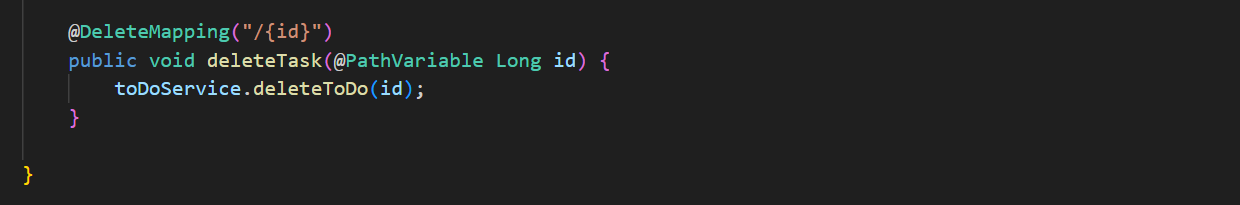 @DeleteMapping("/{id}")
public void deleteTask(@PathVariable Long id) {
toDoService.deleteToDo(id);
}
}